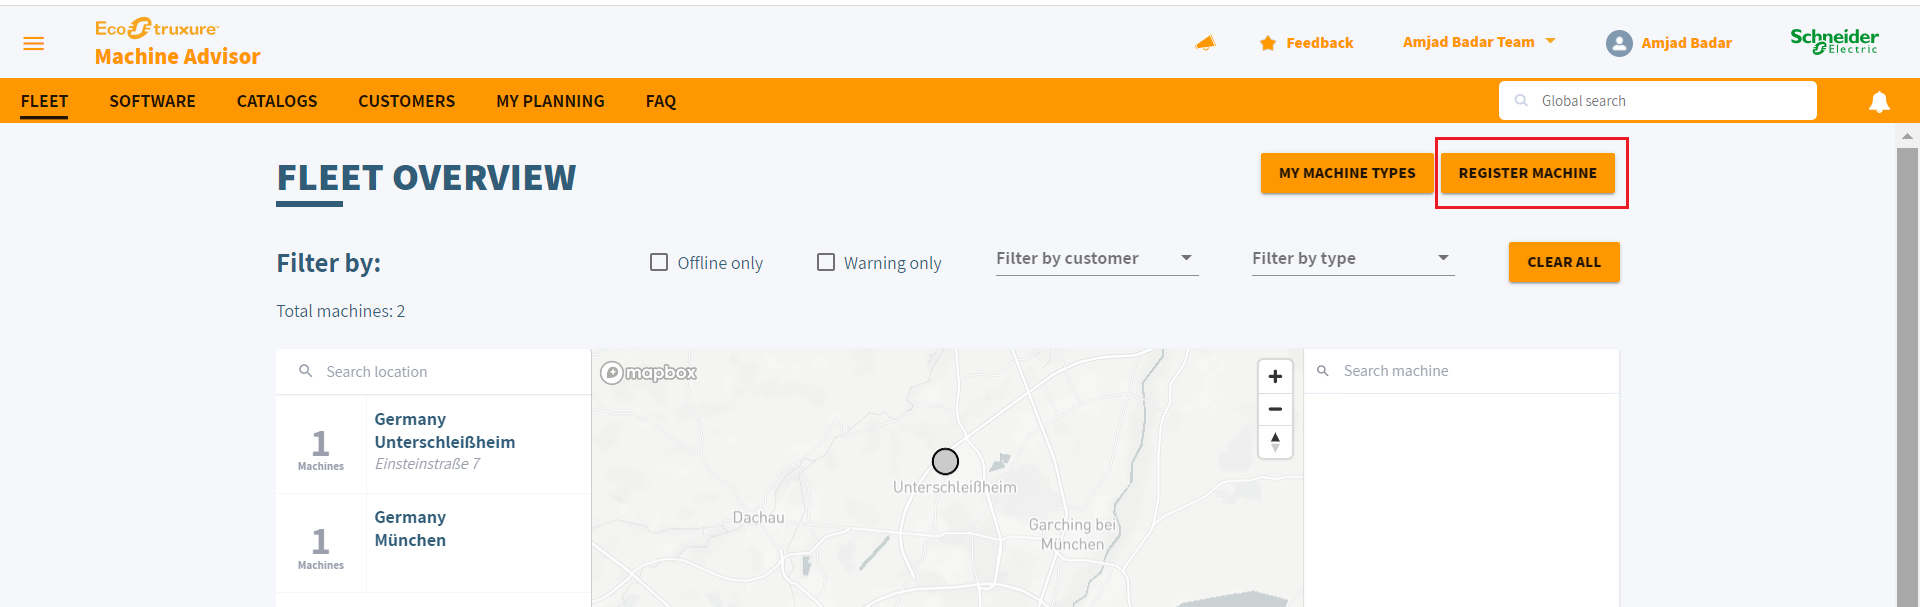 EcoStruxure
Machine Advisor
Feedback
Amjad Badar Team
Amjad Badar
Schneider
Electric
FLEET
SOFTWARE
CATALOGS
CUSTOMERS
MY PLANNING
FAQ
Global search
FLEET OVERVIEW
MY MACHINE TYPES
REGISTER MACHINE
Filter by:
Offline only
Warning only
Filter by customer
Filter by type
CLEAR ALL
Total machines: 2
Search location
mapbox
Search machine
1
Machines
Germany
Unterschleißheim
Einsteinstraße 7
1
Machines
Germany
München
Unterschleißheim
Dachau
Garching bei
München